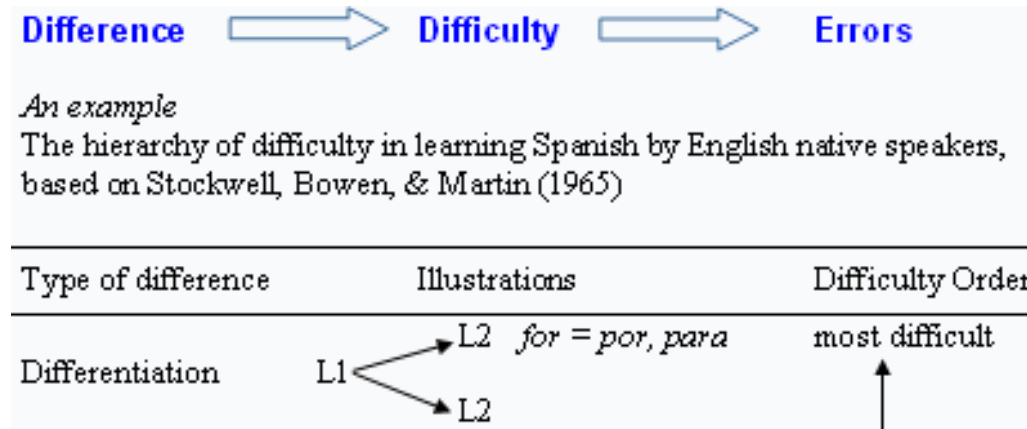 Difference Difficulty Errors
An example
The hierarchy of difficulty in learning Spanish by English native speakers,
based on Stockwell, Bowen, & Martin (1965)
Type of difference Illustrations Difficulty Order
L2 for = por, para most difficult
Differentiation L1
L2